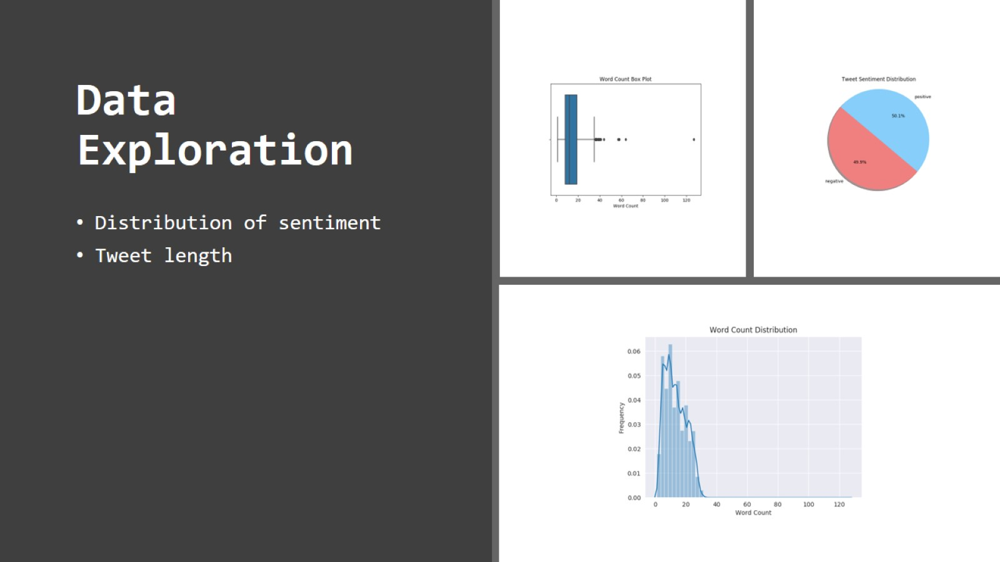 Data
Exploration
• Distribution of sentiment
• Tweet length
Word Count Box Plot
0 20 40 60 80 100 120
Word Count
Tweet Sentiment Distribution
positive
50.1%
49.9%
negative
Word Count Distribution
0.06
0.05
0.04
0.03
0.02
0.01
0.00
Frequency
0 20 40 60 80 100 120
Word Count